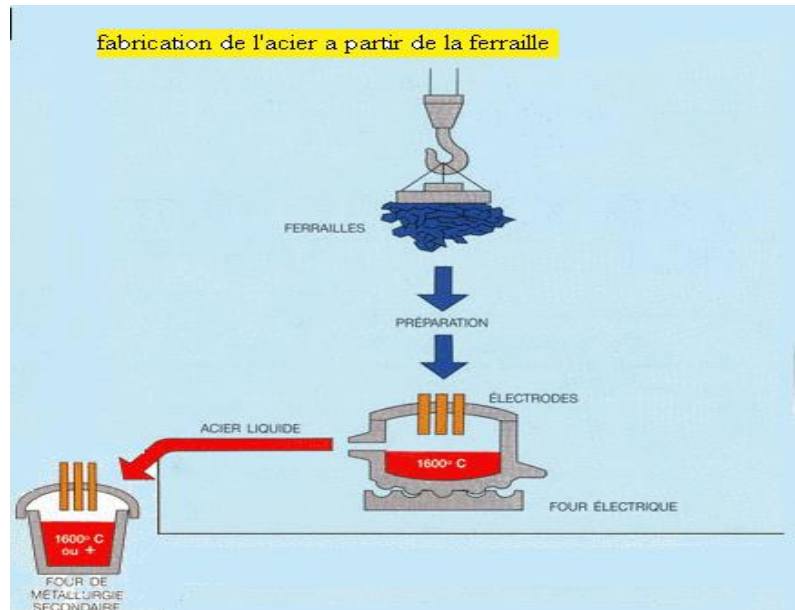 fabrication de l'acier a partir de la ferraille
FERRAILLES
PRÉPARATION
ÉLECTRODES
ACIER LIQUIDE
1600° C
FOUR ÉLECTRIQUE
1600° C
ou +
FOUR DE
MÉTALLURGIE
SECONDAIRE